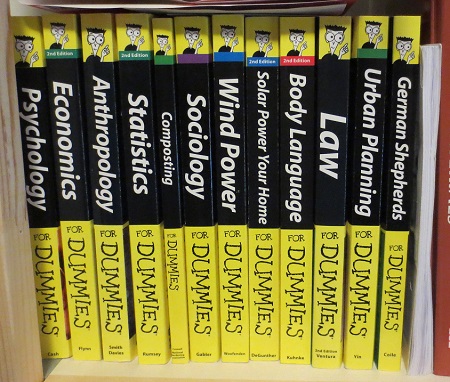 Psychology
FOR
DUMMIES
Cash
2nd Edition
Economics
FOR
DUMMIES
Flynn
Anthropology
FOR
DUMMIES
Smith
Davies
2nd Edition
Statistics
FOR
DUMMIES
Rumsey
Composting
FOR
DUMMIES
Sociology
FOR
DUMMIES
Gabler
Wind Power
FOR
DUMMIES
Woofenden
2nd Edition
Solar Power Your Home
FOR
DUMMIES
DeGunther
2nd Edition
Body Language
FOR
DUMMIES
Kuhnke
Law
FOR
DUMMIES
2nd Edition
Ventura
Urban Planning
FOR
DUMMIES
Yin
German Shepherds
FOR
DUMMIES
Coile